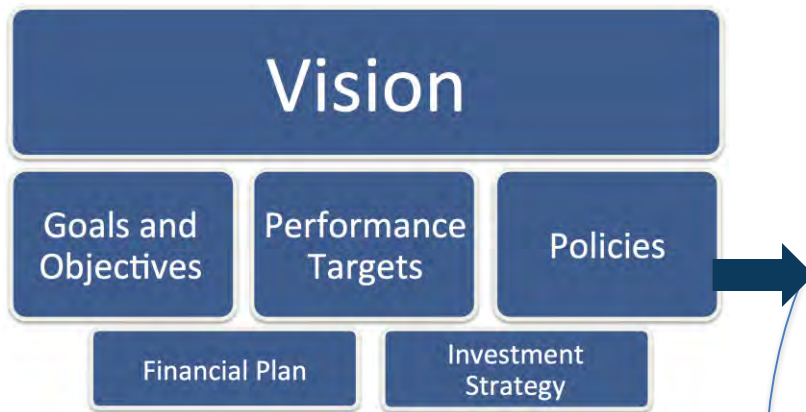 Vision
Goals and
Objectives
Performance
Targets
Policies
Financial Plan
Investment
Strategy